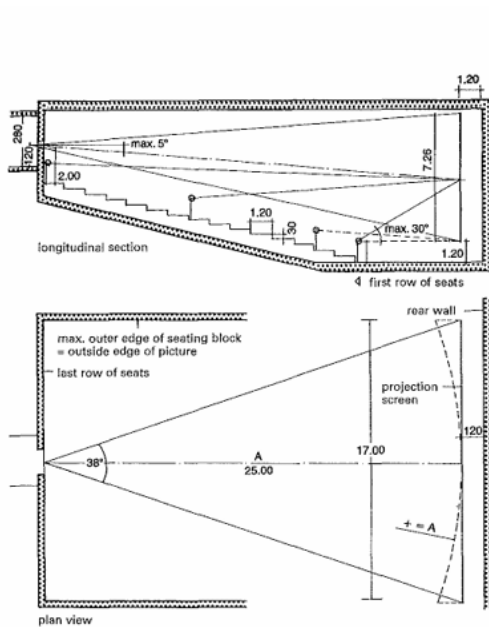 1.20
280
120
max. 5°
7.26
2.00
1.20
30
max. 30°
1.20
longitudinal section
first row of seats
rear wall
max. outer edge of seating block
= outside edge of picture
last row of seats
projection
screen
120
38°
A
25.00
17.00
+ = A
plan view